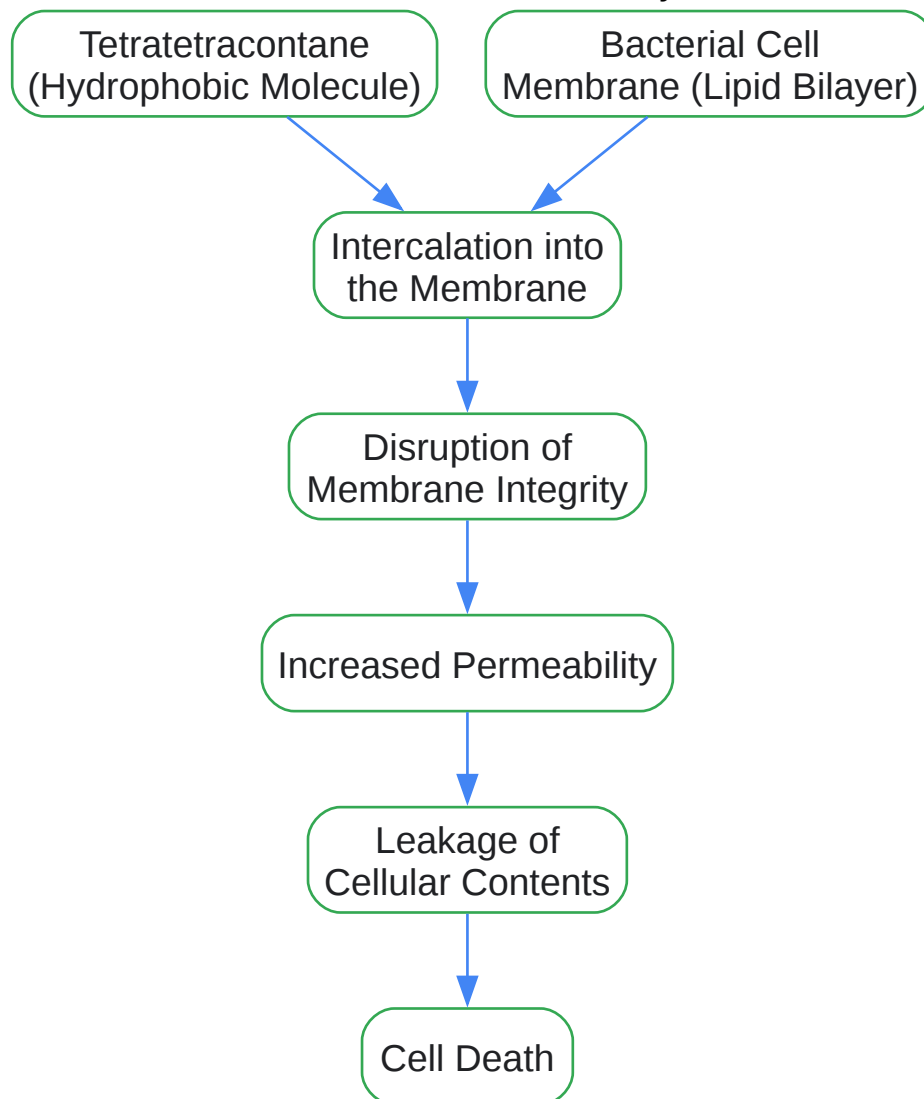 Tetratetracontane
(Hydrophobic Molecule)
Bacterial Cell
Membrane (Lipid Bilayer)
Intercalation into
the Membrane
Disruption of
Membrane Integrity
Increased Permeability
Leakage of
Cellular Contents
Cell Death